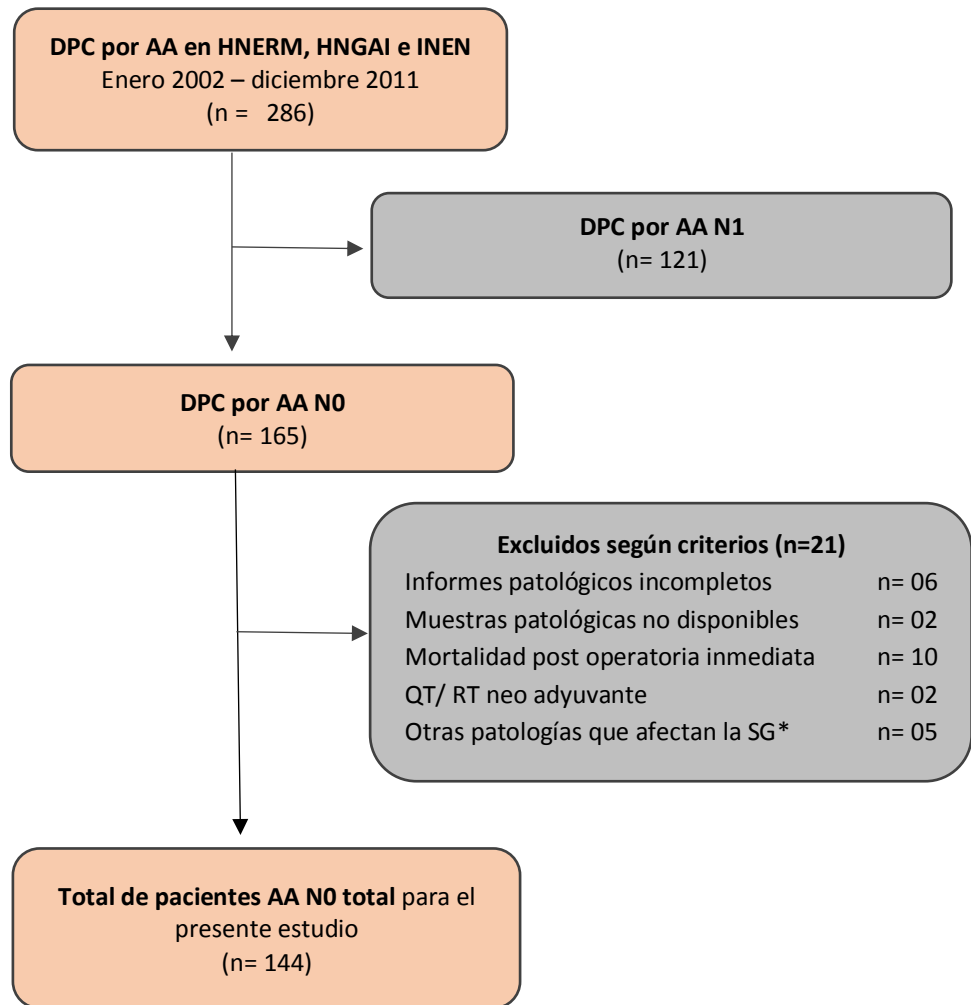 DPC por AA en HNERM, HNGAI e INEN
Enero 2002 – diciembre 2011
(n = 286)
DPC por AA N1
(n= 121)
DPC por AA N0
(n= 165)
Excluidos según criterios (n=21)
Informes patológicos incompletos n= 06
Muestras patológicas no disponibles n= 02
Mortalidad post operatoria inmediata n= 10
QT/ RT neo adyuvante n= 02
Otras patologías que afectan la SG* n= 05
Total de pacientes AA N0 total para el
presente estudio
(n= 144)